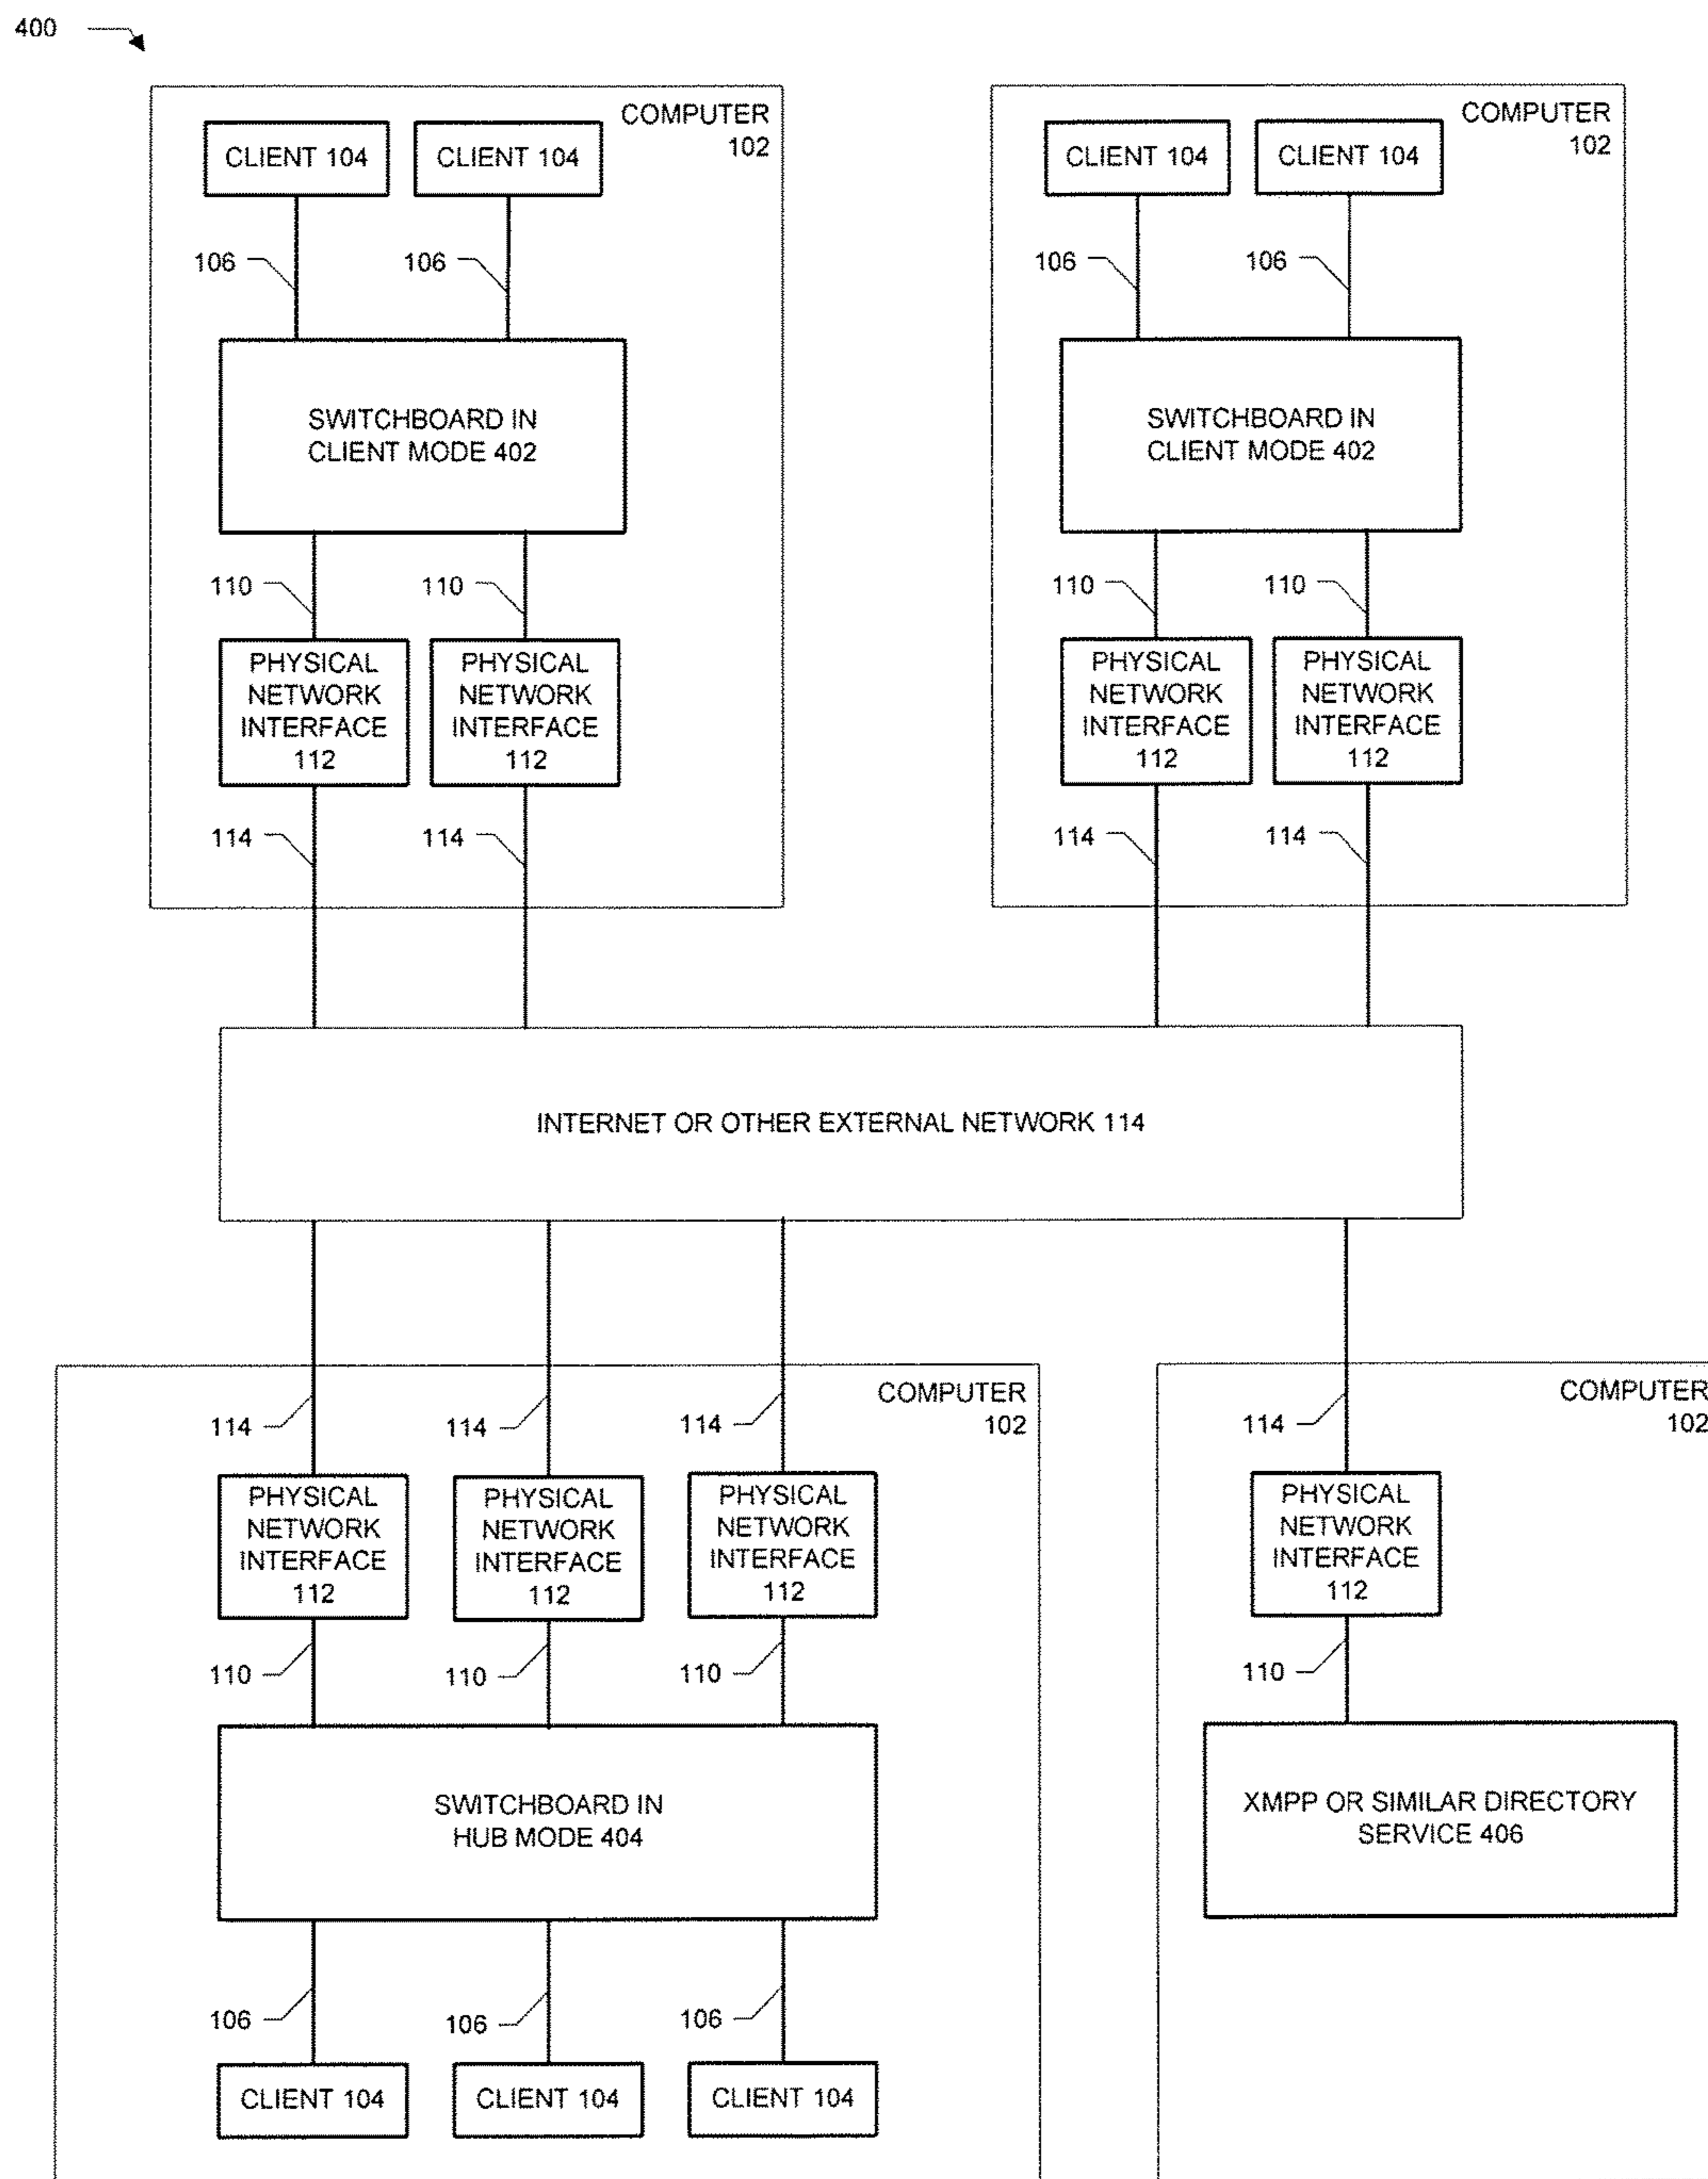 400
COMPUTER
102
CLIENT 104
CLIENT 104
106
106
SWITCHBOARD IN
CLIENT MODE 402
110
110
PHYSICAL
NETWORK
INTERFACE
112
PHYSICAL
NETWORK
INTERFACE
112
114
114
COMPUTER
102
CLIENT 104
CLIENT 104
106
106
SWITCHBOARD IN
CLIENT MODE 402
110
110
PHYSICAL
NETWORK
INTERFACE
112
PHYSICAL
NETWORK
INTERFACE
112
114
114
INTERNET OR OTHER EXTERNAL NETWORK 114
COMPUTER
102
114
114
114
PHYSICAL
NETWORK
INTERFACE
112
PHYSICAL
NETWORK
INTERFACE
112
PHYSICAL
NETWORK
INTERFACE
112
110
110
110
SWITCHBOARD IN
HUB MODE 404
106
106
106
CLIENT 104
CLIENT 104
CLIENT 104
COMPUTER
102
114
PHYSICAL
NETWORK
INTERFACE
112
110
XMPP OR SIMILAR DIRECTORY
SERVICE 406